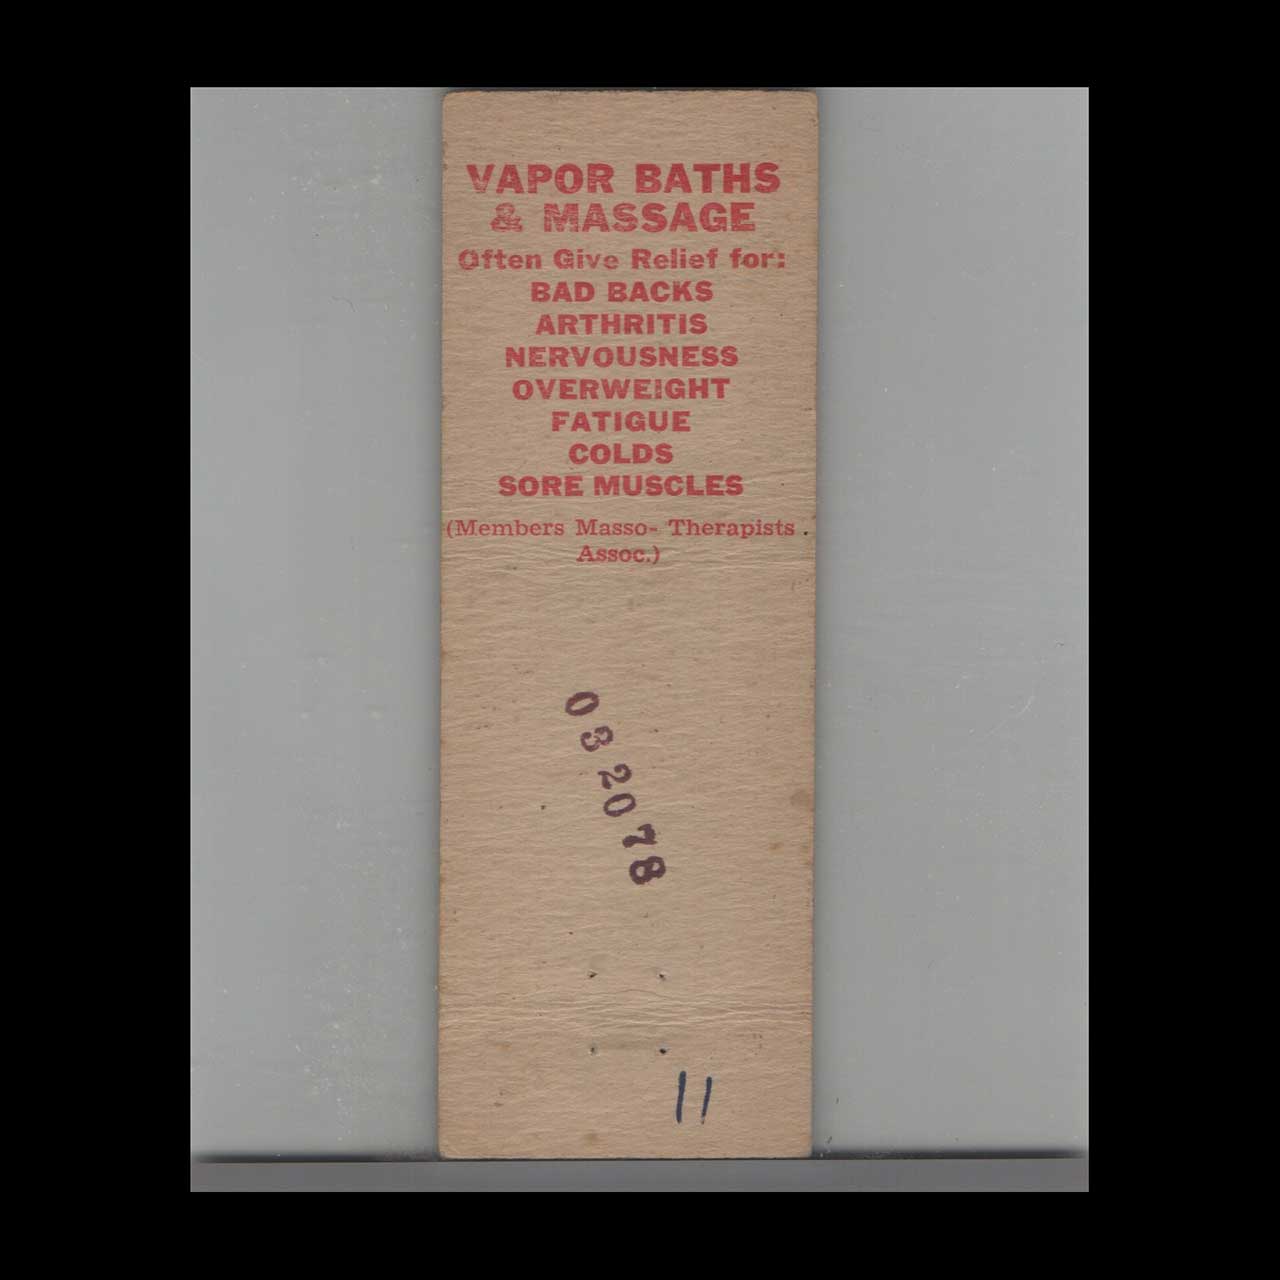 VAPOR BATHS
& MASSAGE
Often Give Relief for:
BAD BACKS
ARTHRITIS
NERVOUSNESS
OVERWEIGHT
FATIGUE
COLDS
SORE MUSCLES
(Members Masso- Therapists
Assoc.)
032078
11